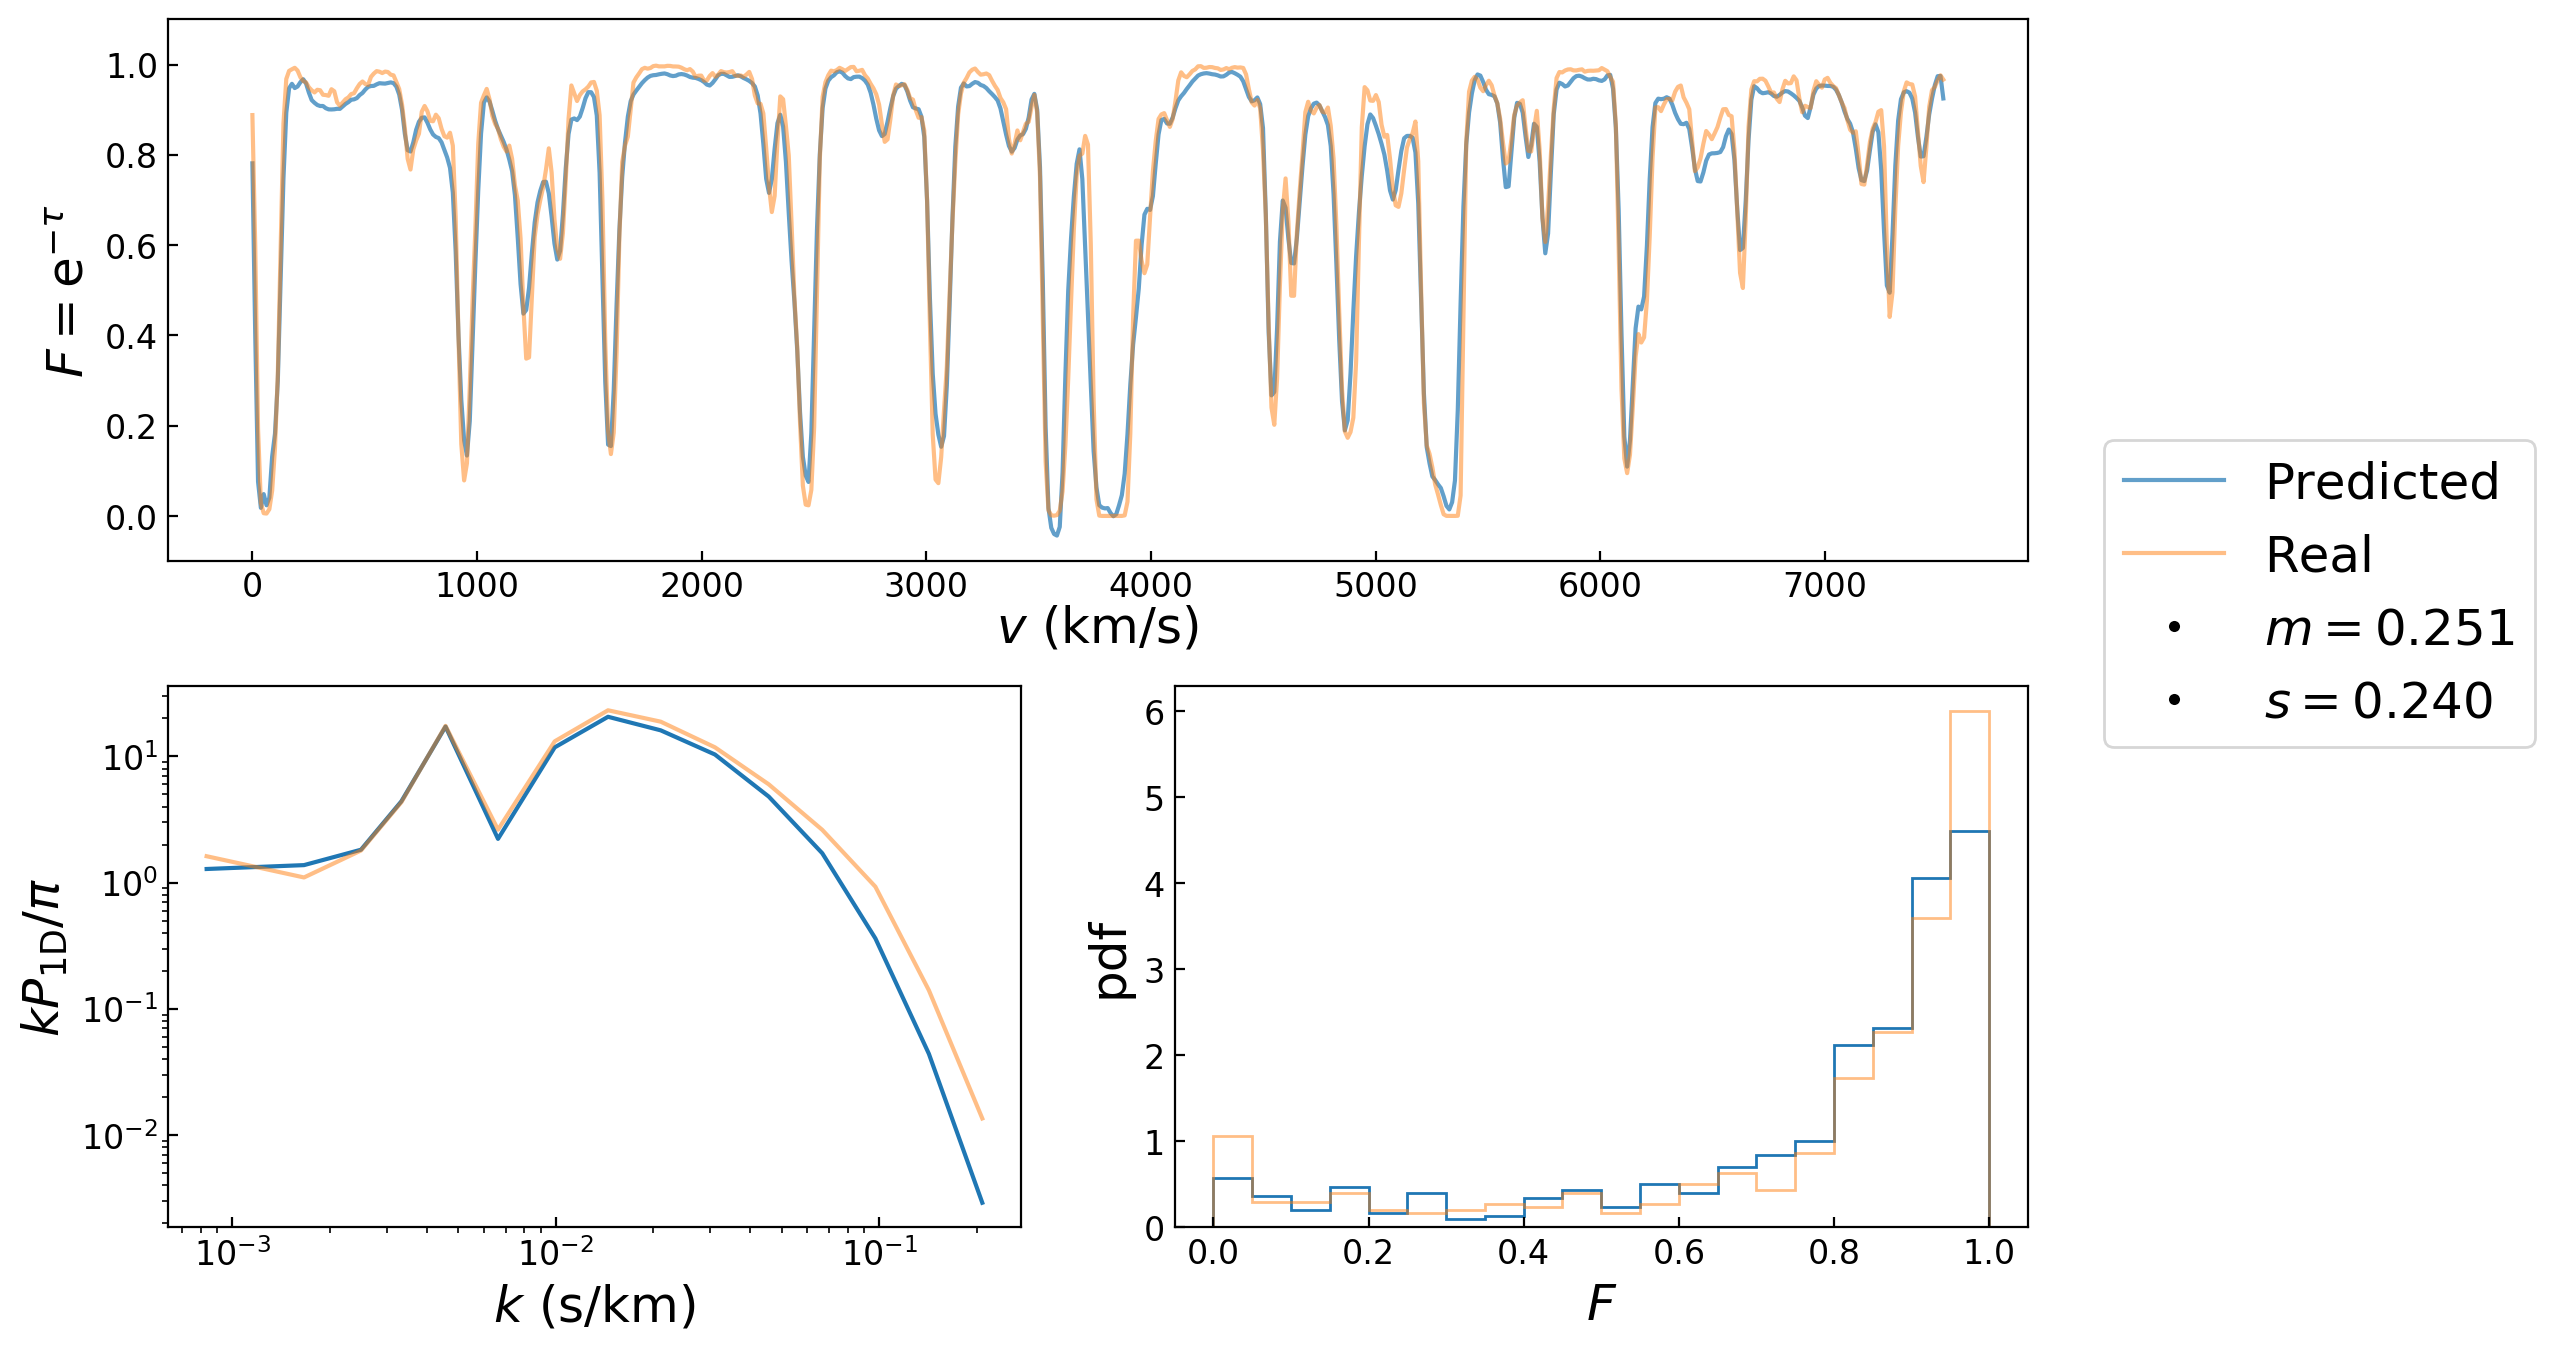 1.0
0.8
0.6
0.4
0.2
0.0
F = e^{-τ}
0 1000 2000 3000 4000 5000 6000 7000
v (km/s)
Predicted
Real
m = 0.251
s = 0.240
10^1
10^0
10^{-1}
10^{-2}
kP_{1D}/π
10^{-3} 10^{-2} 10^{-1}
k (s/km)
6
5
4
3
2
1
0
pdf
0.0 0.2 0.4 0.6 0.8 1.0
F